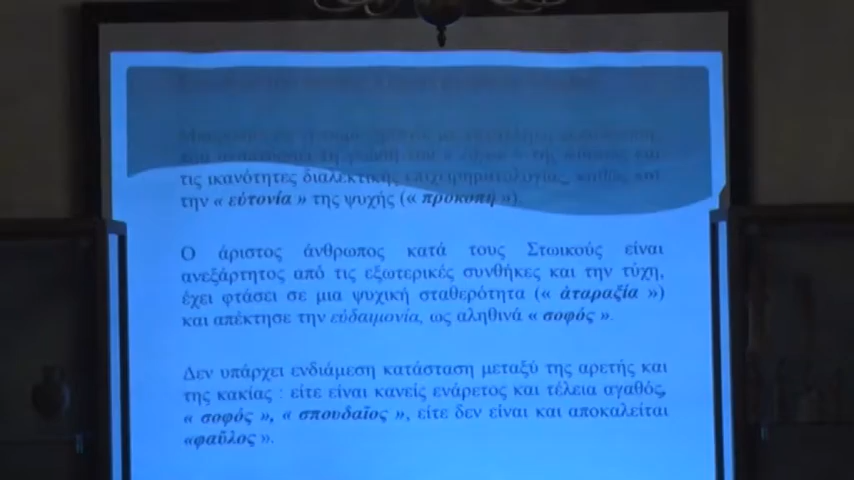 τις ικανότητες διαλεκτικής επιχειρηματολογίας, καθώς και
την « εὐτονία » της ψυχής (« προκοπή »).
Ο άριστος άνθρωπος κατά τους Στωικούς είναι
ανεξάρτητος από τις εξωτερικές συνθήκες και την τύχη,
έχει φτάσει σε μια ψυχική σταθερότητα (« ἀταραξία »)
και απέκτησε την εὐδαιμονία, ως αληθινά « σοφός ».
Δεν υπάρχει ενδιάμεση κατάσταση μεταξύ της αρετής και
της κακίας : είτε είναι κανείς ενάρετος και τέλεια αγαθός,
« σοφός », « σπουδαῖος », είτε δεν είναι και αποκαλείται
«φαῦλος ».